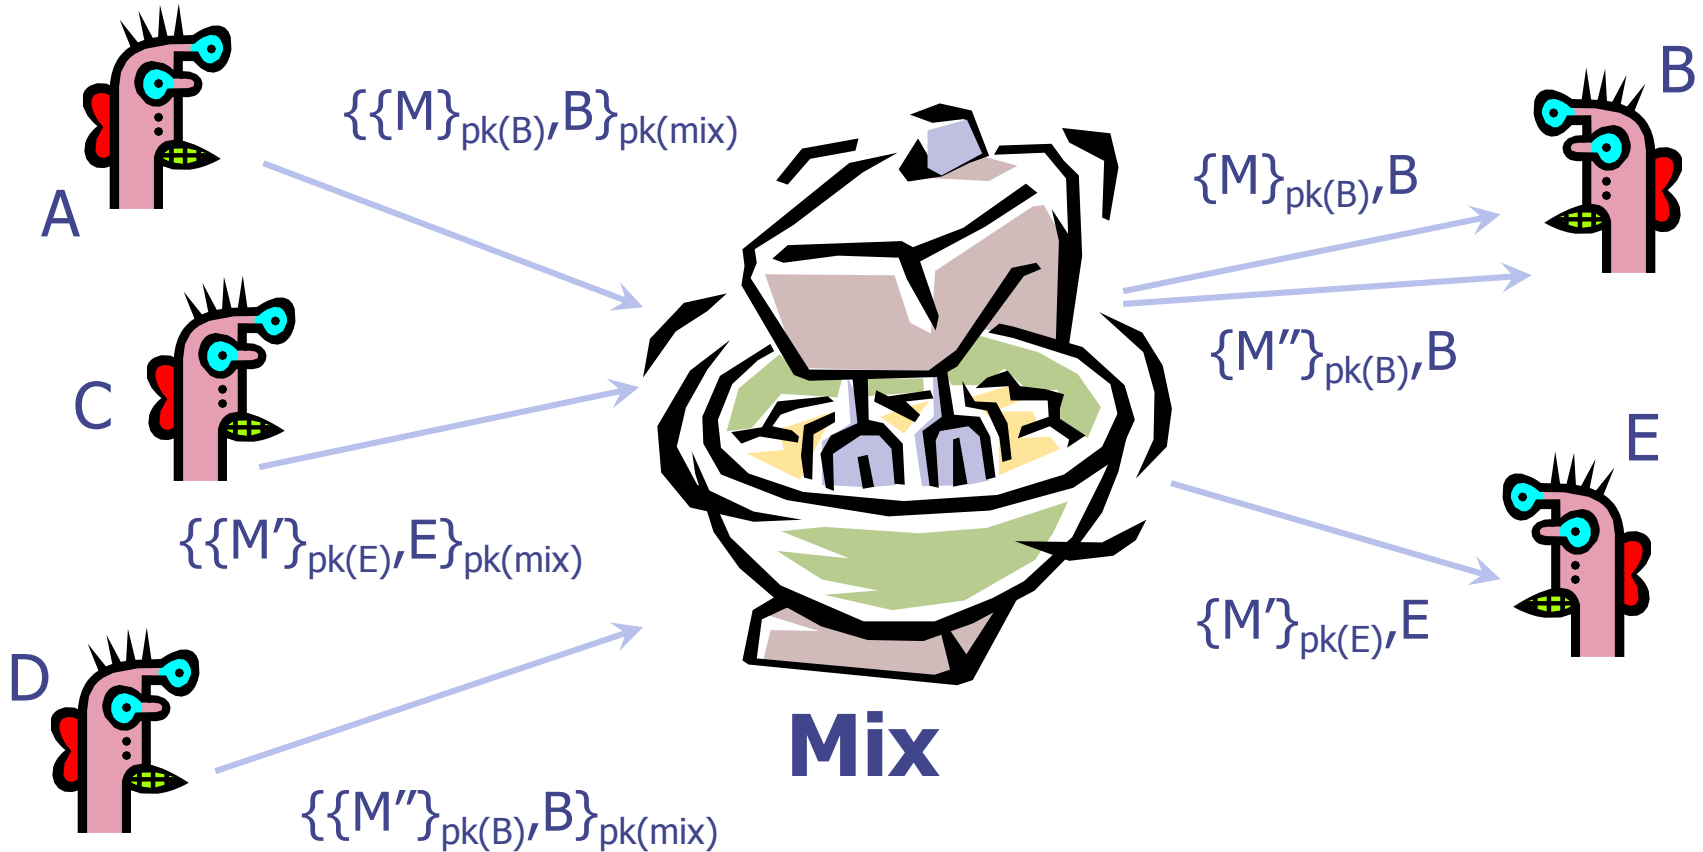 A
{{M}pk(B),B}pk(mix)
B
{M}pk(B),B
{M″}pk(B),B
C
{{M′}pk(E),E}pk(mix)
E
{M′}pk(E),E
D
{{M″}pk(B),B}pk(mix)
Mix